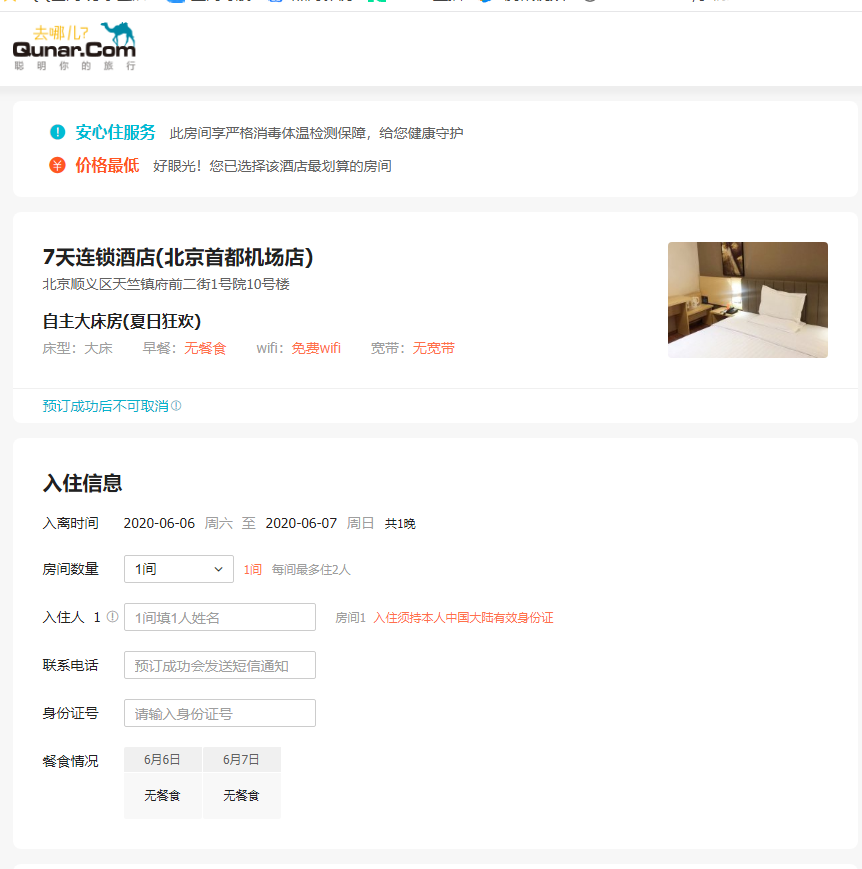 去哪儿?
Qunar.Com
聪明你的旅行
安心住服务 此房间享严格消毒体温检测保障，给您健康守护
¥ 价格最低 好眼光！您已选择该酒店最划算的房间
7天连锁酒店(北京首都机场店)
北京顺义区天竺镇府前二街1号院10号楼
自主大床房(夏日狂欢)
床型：大床 早餐：无餐食 wifi：免费wifi 宽带：无宽带
预订成功后不可取消
入住信息
入离时间 2020-06-06 周六 至 2020-06-07 周日 共1晚
房间数量 1间 1间 每间最多住2人
入住人 1 1间填1人姓名 房间1 入住须持本人中国大陆有效身份证
联系电话 预订成功会发送短信通知
身份证号 请输入身份证号
餐食情况 6月6日 6月7日
无餐食 无餐食